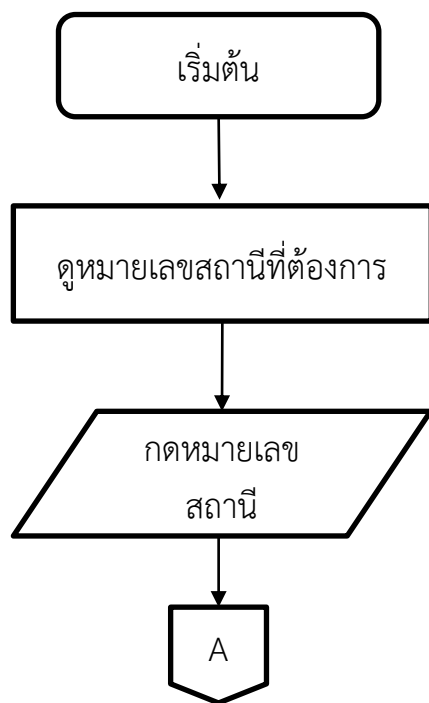 เริ่มต้น
ดูหมายเลขสถานีที่ต้องการ
กดหมายเลข
สถานี
A